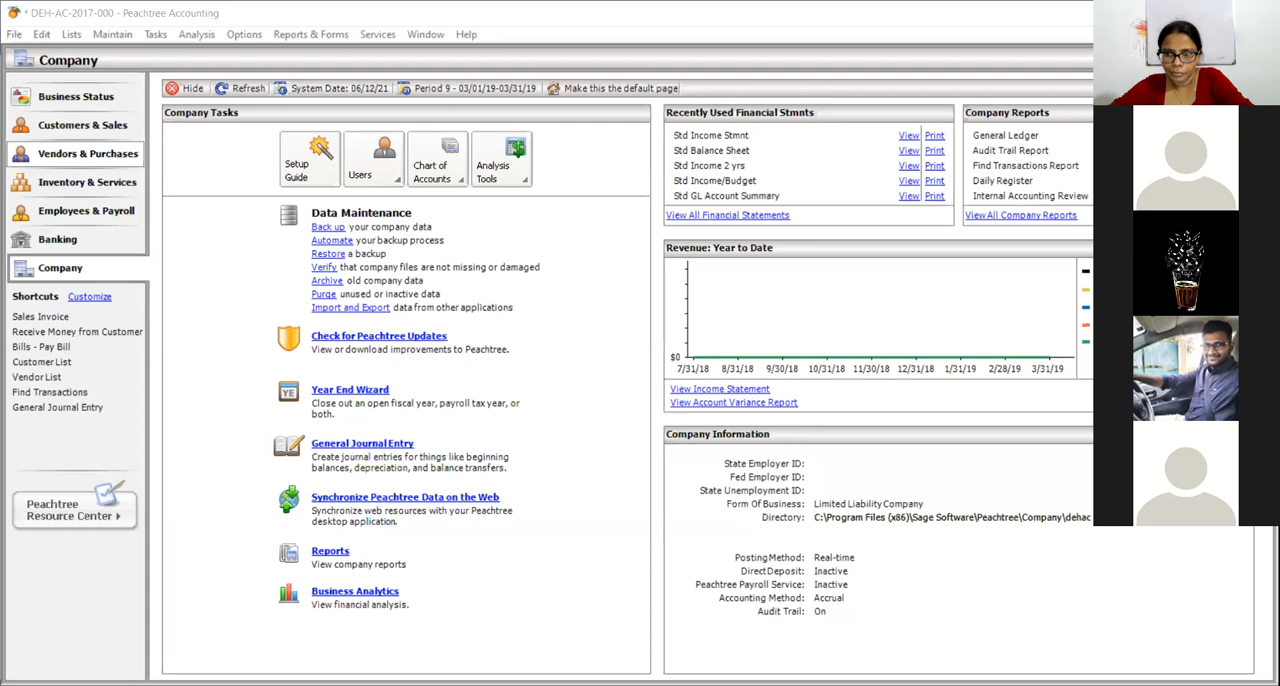 * DEH-AC-2017-000 - Peachtree Accounting
File Edit Lists Maintain Tasks Analysis Options Reports & Forms Services Window Help
Company
Business Status
Customers & Sales
Vendors & Purchases
Inventory & Services
Employees & Payroll
Banking
Company
Shortcuts Customize
Sales Invoice
Receive Money from Customer
Bills - Pay Bill
Customer List
Vendor List
Find Transactions
General Journal Entry
Peachtree
Resource Center
Hide Refresh System Date: 06/12/21 Period 9 - 03/01/19-03/31/19 Make this the default page
Company Tasks
Setup
Guide
Users
Chart of
Accounts
Analysis
Tools
Data Maintenance
Back up your company data
Automate your backup process
Restore a backup
Verify that company files are not missing or damaged
Archive old company data
Purge unused or inactive data
Import and Export data from other applications
Check for Peachtree Updates
View or download improvements to Peachtree.
YE
Year End Wizard
Close out an open fiscal year, payroll tax year, or
both.
General Journal Entry
Create journal entries for things like beginning
balances, depreciation, and balance transfers.
Synchronize Peachtree Data on the Web
Synchronize web resources with your Peachtree
desktop application.
Reports
View company reports
Business Analytics
View financial analysis.
Recently Used Financial Stmnts
Std Income Stmnt View Print
Std Balance Sheet View Print
Std Income 2 yrs View Print
Std Income/Budget View Print
Std GL Account Summary View Print
View All Financial Statements
Company Reports
General Ledger
Audit Trail Report
Find Transactions Report
Daily Register
Internal Accounting Review
View All Company Reports
Revenue: Year to Date
$0
7/31/18 8/31/18 9/30/18 10/31/18 11/30/18 12/31/18 1/31/19 2/28/19 3/31/19
View Income Statement
View Account Variance Report
Company Information
State Employer ID:
Fed Employer ID:
State Unemployment ID:
Form Of Business: Limited Liability Company
Directory: C:\Program Files (x86)\Sage Software\Peachtree\Company\dehac
Posting Method: Real-time
Direct Deposit: Inactive
Peachtree Payroll Service: Inactive
Accounting Method: Accrual
Audit Trail: On